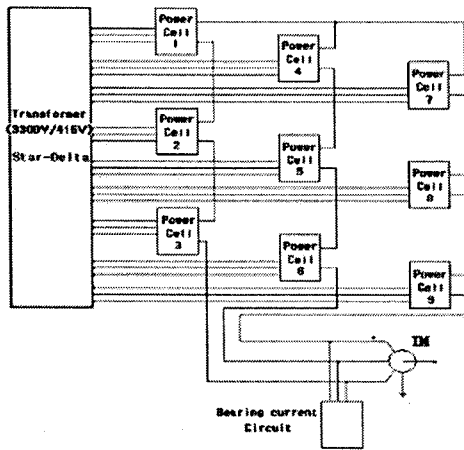 Power
Cell
1
Power
Cell
4
Power
Cell
7
Transformer
(3300V/415V)
Star-Delta
Power
Cell
2
Power
Cell
5
Power
Cell
8
Power
Cell
3
Power
Cell
6
Power
Cell
9
IM
Bearing current
Circuit